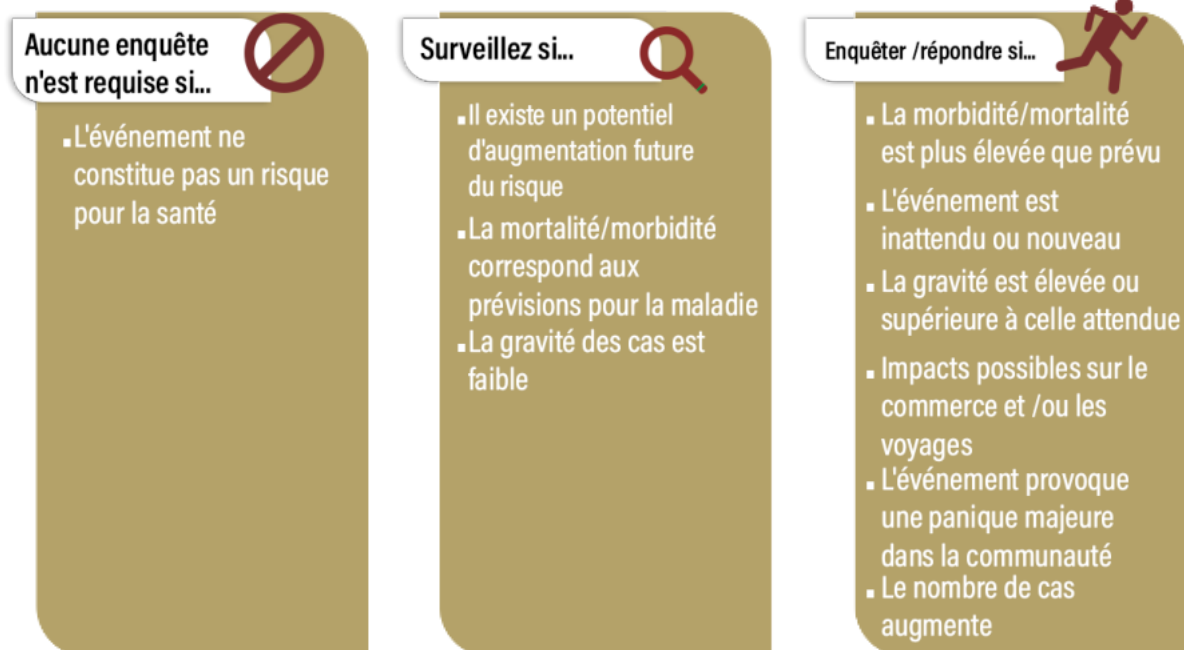 Aucune enquête
n'est requise si...
▪L'événement ne
constitue pas un risque
pour la santé
Surveillez si...
▪Il existe un potentiel
d'augmentation future
du risque
▪La mortalité/morbidité
correspond aux
prévisions pour la maladie
▪La gravité des cas est
faible
Enquêter /répondre si...
▪ La morbidité/mortalité
est plus élevée que prévu
▪ L'événement est
inattendu ou nouveau
▪ La gravité est élevée ou
supérieure à celle attendue
▪ Impacts possibles sur le
commerce et /ou les
voyages
▪ L'événement provoque
une panique majeure
dans la communauté
▪ Le nombre de cas
augmente